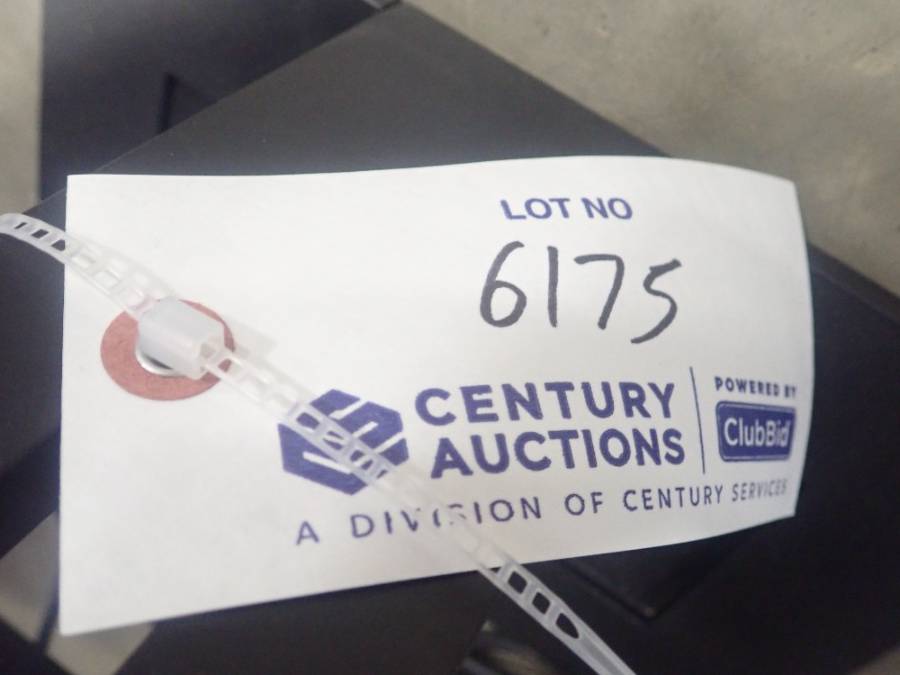 LOT NO
6175
CENTURY
AUCTIONS
POWERED BY
ClubBid
A DIVISION OF CENTURY SERVICES